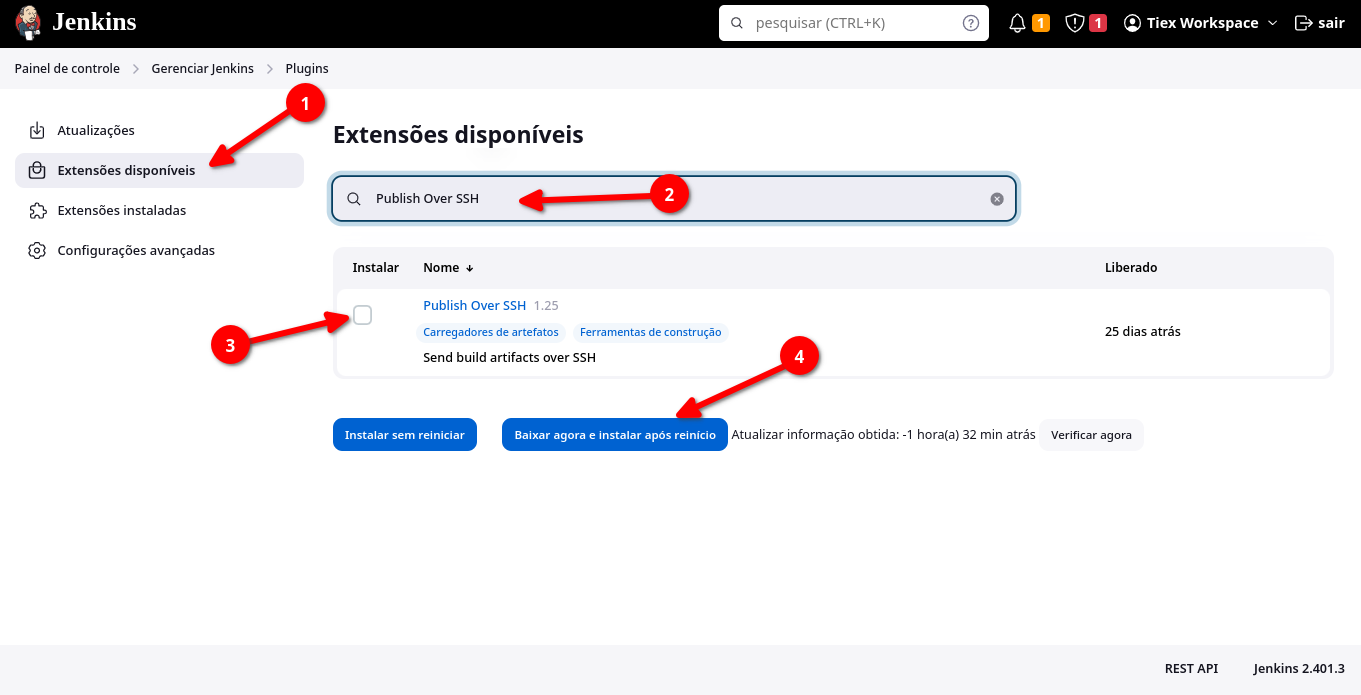 Jenkins
pesquisar (CTRL+K)
?
1
1
Tiex Workspace
sair
Painel de controle
Gerenciar Jenkins
Plugins
1
Atualizações
Extensões disponíveis
Extensões instaladas
Configurações avançadas
Extensões disponíveis
Publish Over SSH
2
Instalar Nome ↓ Liberado
Publish Over SSH 1.25
Carregadores de artefatos Ferramentas de construção
25 dias atrás
Send build artifacts over SSH
3
4
Instalar sem reiniciar
Baixar agora e instalar após reinício
Atualizar informação obtida: -1 hora(a) 32 min atrás
Verificar agora
REST API
Jenkins 2.401.3